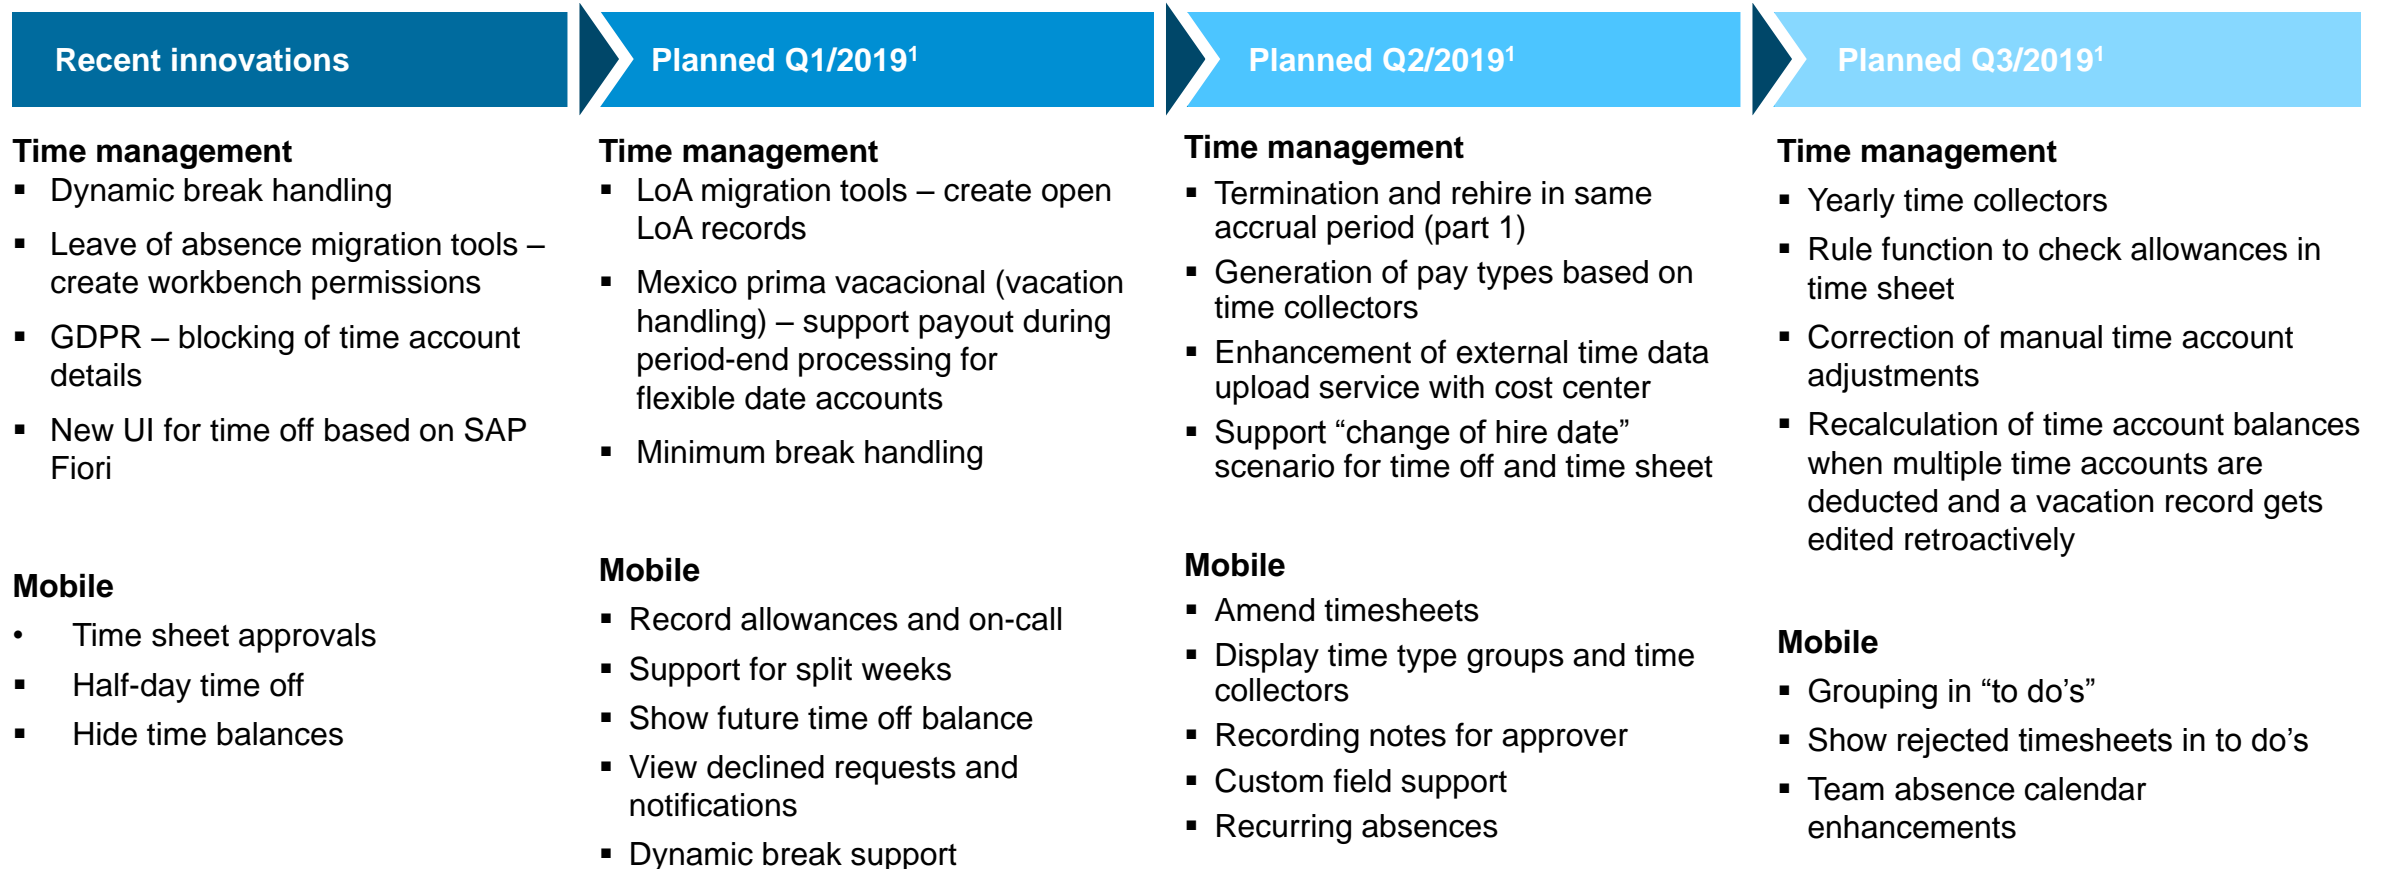 Recent innovations
Time management
▪ Dynamic break handling
▪ Leave of absence migration tools –
create workbench permissions
▪ GDPR – blocking of time account
details
▪ New UI for time off based on SAP
Fiori
Mobile
• Time sheet approvals
▪ Half-day time off
▪ Hide time balances
Planned Q1/2019¹
Time management
▪ LoA migration tools – create open
LoA records
▪ Mexico prima vacacional (vacation
handling) – support payout during
period-end processing for
flexible date accounts
▪ Minimum break handling
Mobile
▪ Record allowances and on-call
▪ Support for split weeks
▪ Show future time off balance
▪ View declined requests and
notifications
▪ Dynamic break support
Planned Q2/2019¹
Time management
▪ Termination and rehire in same
accrual period (part 1)
▪ Generation of pay types based on
time collectors
▪ Enhancement of external time data
upload service with cost center
▪ Support “change of hire date”
scenario for time off and time sheet
Mobile
▪ Amend timesheets
▪ Display time type groups and time
collectors
▪ Recording notes for approver
▪ Custom field support
▪ Recurring absences
Planned Q3/2019¹
Time management
▪ Yearly time collectors
▪ Rule function to check allowances in
time sheet
▪ Correction of manual time account
adjustments
▪ Recalculation of time account balances
when multiple time accounts are
deducted and a vacation record gets
edited retroactively
Mobile
▪ Grouping in “to do’s”
▪ Show rejected timesheets in to do’s
▪ Team absence calendar
enhancements